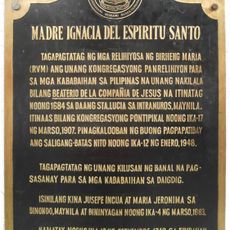 MADRE IGNACIA DEL ESPIRITU SANTO
TAGAPAGTATAG NG MGA RELIHIYOSA NG BIRHENG MARIA
(RVM) ANG UNANG KONGREGASYONG PANRELIHIYON PARA
SA MGA KABABAIHAN SA PILIPINAS NA UNANG NAKILALA
BILANG BEATERIO DE LA COMPAÑIA DE JESUS NA ITINATAG
NOONG 1684 SA DAANG STA. LUCIA SA INTRAMUROS, MAYNILA.
ITINAAS BILANG KONGREGASYONG PONTIPIKAL NOONG IKA-17
NG MARSO, 1907. PINAGKALOOBAN NG BUONG PAGPAPATIBAY
ANG SALIGANG-BATAS NITO NOONG IKA-12 NG ENERO, 1948.
TAGAPAGTATAG NG UNANG KILUSAN NG BANAL NA PAG-
SASANAY PARA SA MGA KABABAIHAN SA DAIGDIG.
ISINILANG KINA JUSEPE INCUA AT MARIA JERONIMA SA
BINONDO, MAYNILA AT BININYAGAN NOONG IKA-4 NG MARSO, 1663.